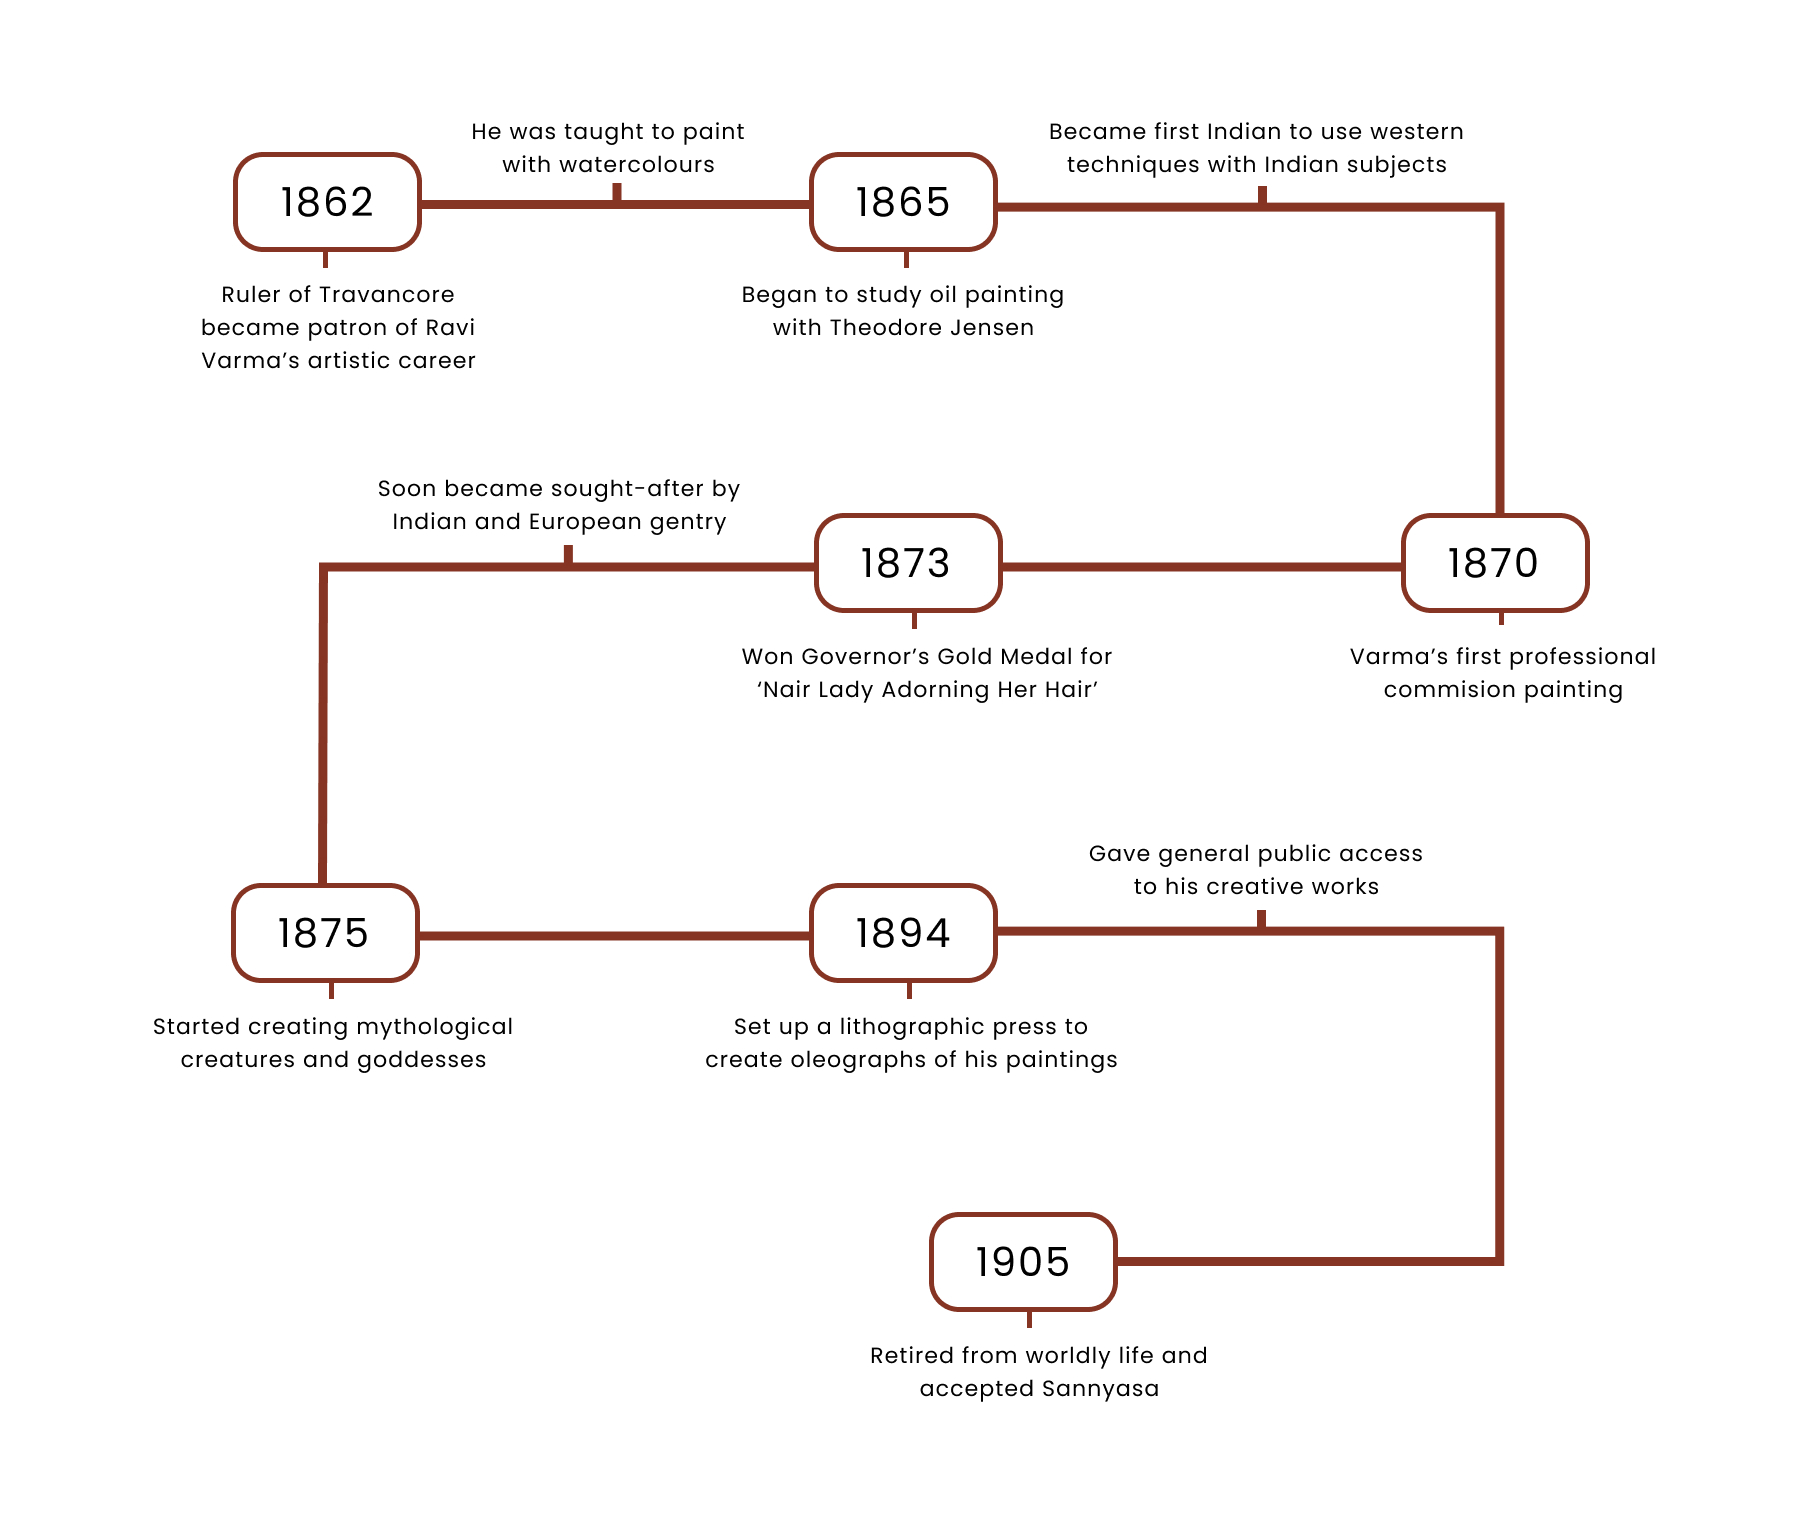 He was taught to paint
with watercolours
Became first Indian to use western
techniques with Indian subjects
1862
1865
Ruler of Travancore
became patron of Ravi
Varma’s artistic career
Began to study oil painting
with Theodore Jensen
Soon became sought-after by
Indian and European gentry
1873
1870
Won Governor’s Gold Medal for
‘Nair Lady Adorning Her Hair’
Varma’s first professional
commision painting
Gave general public access
to his creative works
1875
1894
Started creating mythological
creatures and goddesses
Set up a lithographic press to
create oleographs of his paintings
1905
Retired from worldly life and
accepted Sannyasa